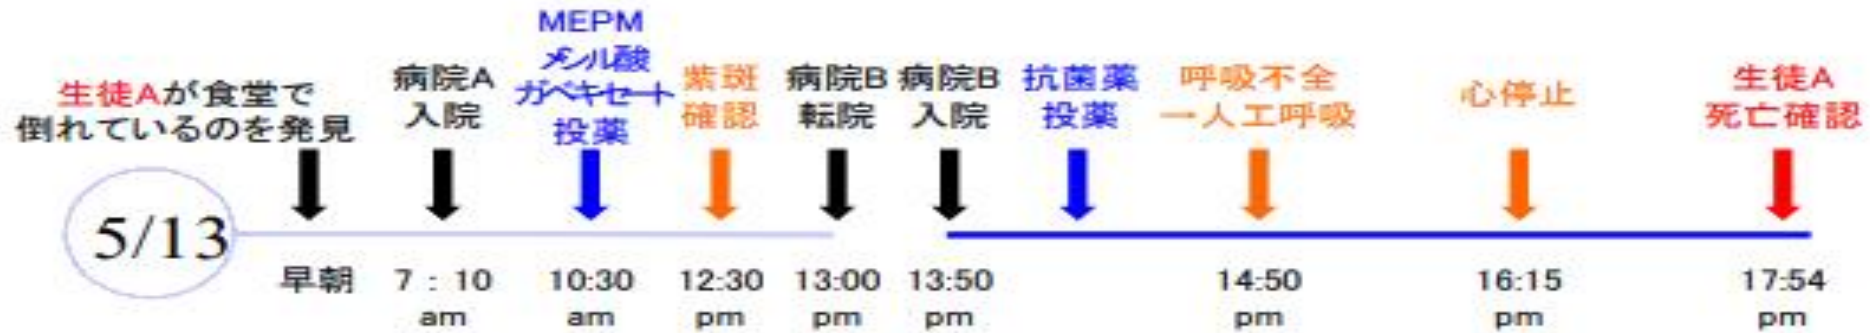 生徒Aが食堂で
倒れているのを発見
病院A
入院
MEPM
メシル酸
ガベキセート
投薬
紫斑
確認
病院B
転院
病院B
入院
抗菌薬
投薬
呼吸不全
→人工呼吸
心停止
生徒A
死亡確認
5/13
早朝
7:10
am
10:30
am
12:30
pm
13:00
pm
13:50
pm
14:50
pm
16:15
pm
17:54
pm